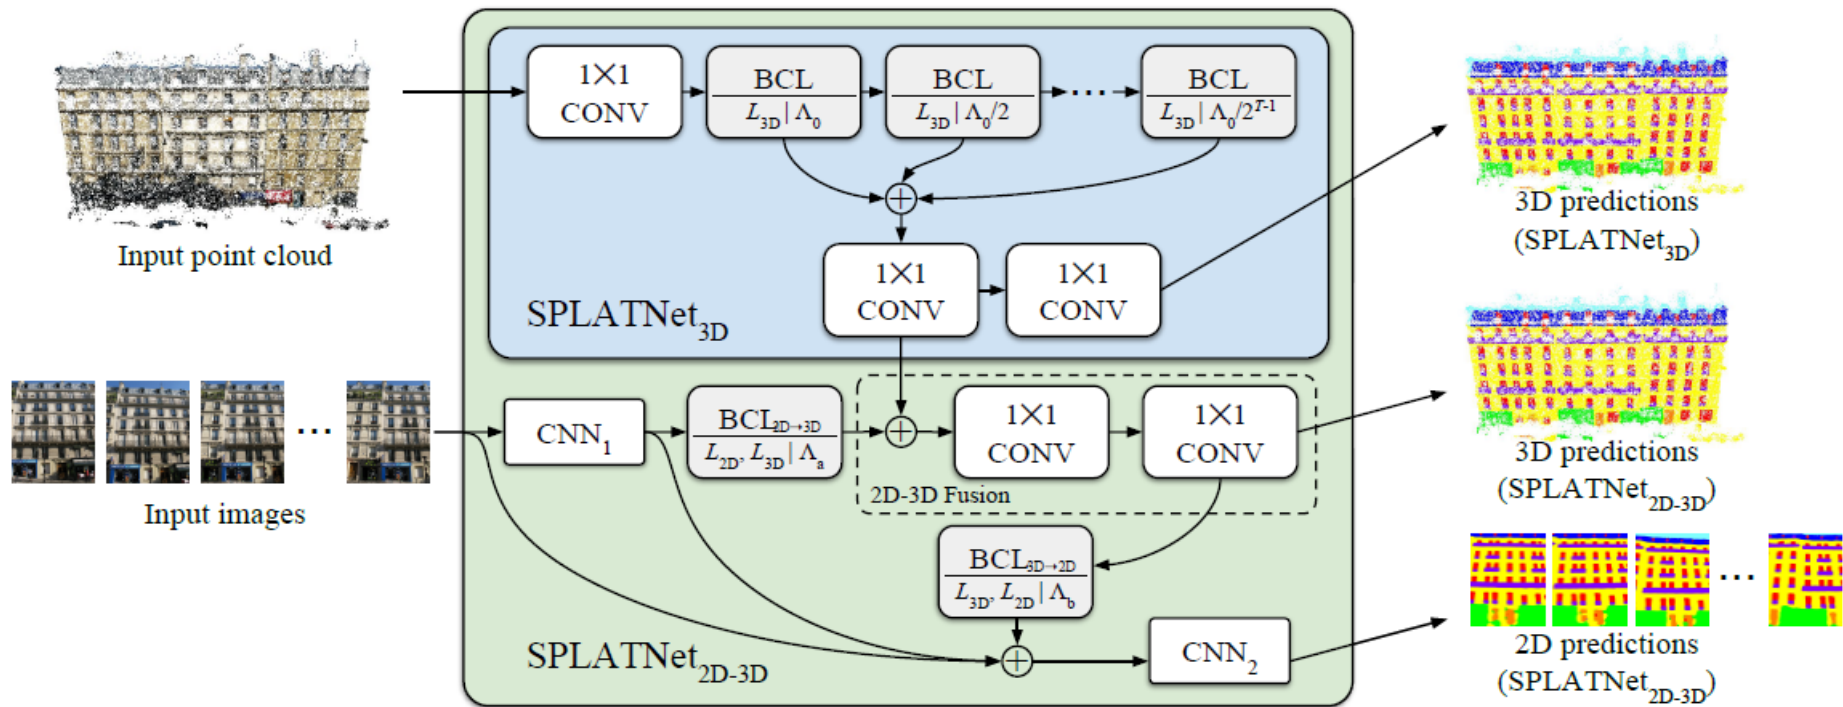 1×1
CONV
BCL
L3D | Λ0
BCL
L3D | Λ0/2
...
BCL
L3D | Λ0/2^T-1
+
1×1
CONV
1×1
CONV
SPLATNet3D
Input point cloud
3D predictions
(SPLATNet3D)
...
Input images
CNN1
BCL2D→3D
L2D, L3D | Λa
+
1×1
CONV
1×1
CONV
2D-3D Fusion
3D predictions
(SPLATNet2D-3D)
BCL3D→2D
L3D, L2D | Λb
+
CNN2
SPLATNet2D-3D
...
2D predictions
(SPLATNet2D-3D)